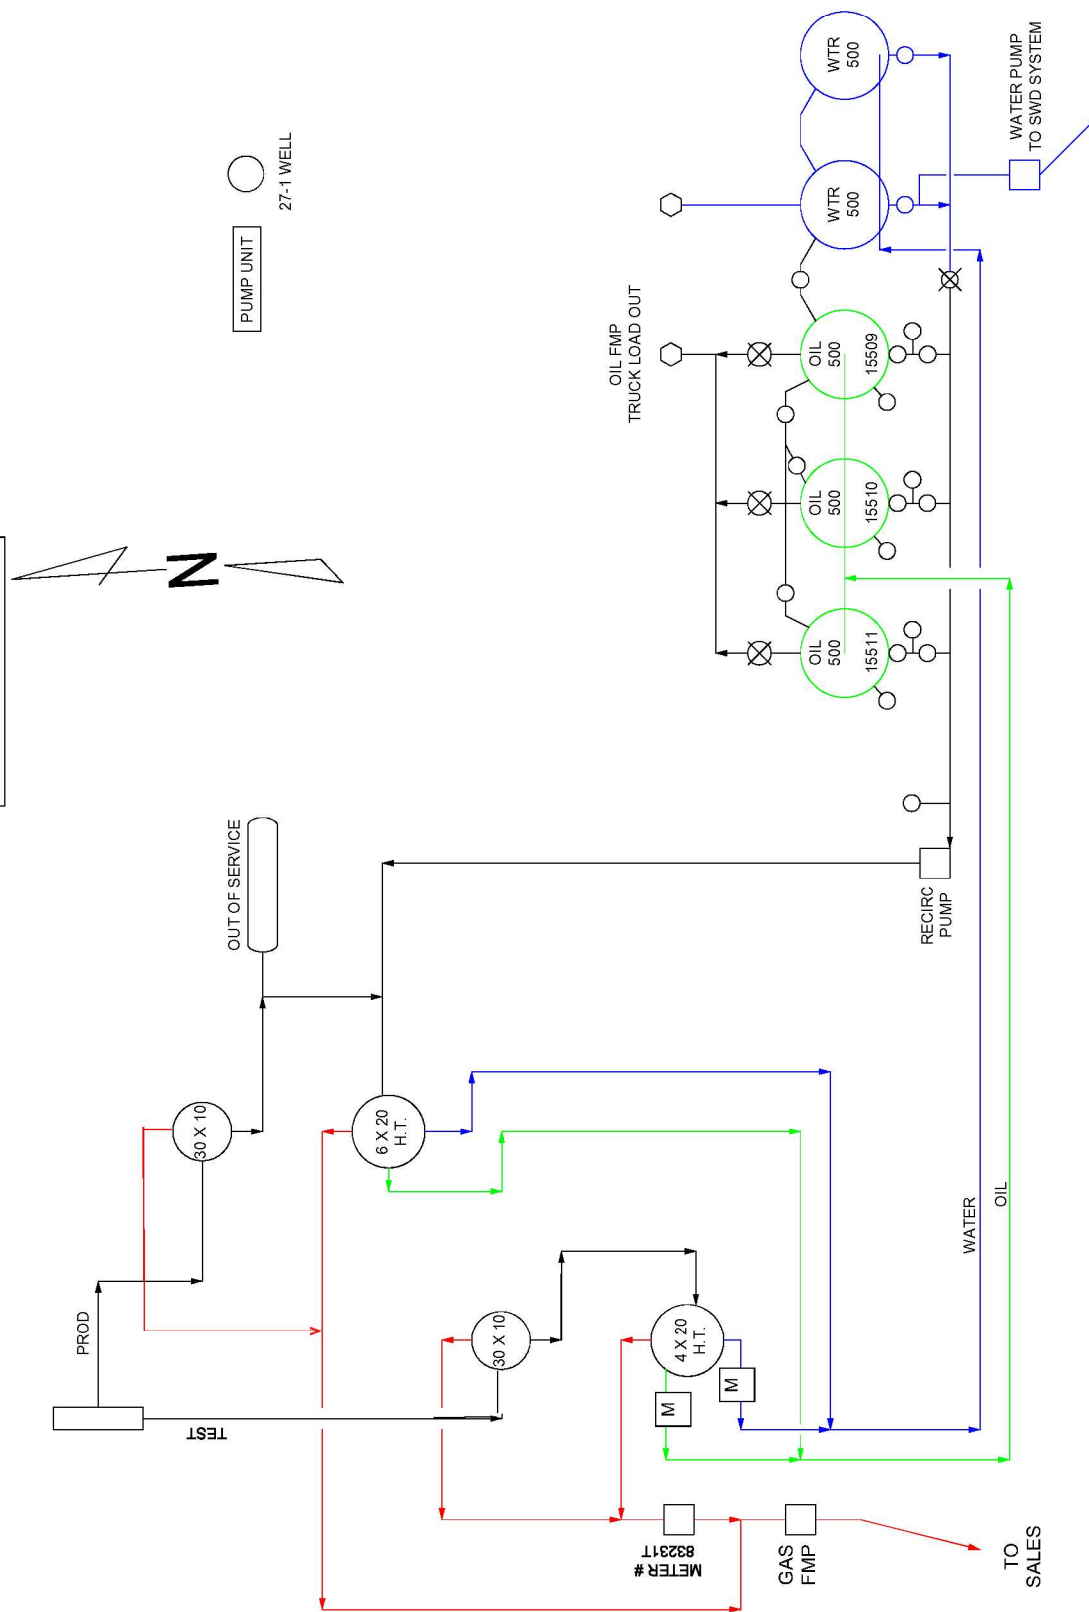 PROD
30 X 10
OUT OF SERVICE
PUMP UNIT
27-1 WELL
N
TEST
6 X 20
H.T.
30 X 10
4 X 20
H.T.
M
M
METER #
83231T
GAS
FMP
TO
SALES
OIL FMP
TRUCK LOAD OUT
OIL
500
15511
OIL
500
15510
OIL
500
15509
WTR
500
WTR
500
WATER PUMP
TO SWD SYSTEM
RECIRC
PUMP
WATER
OIL